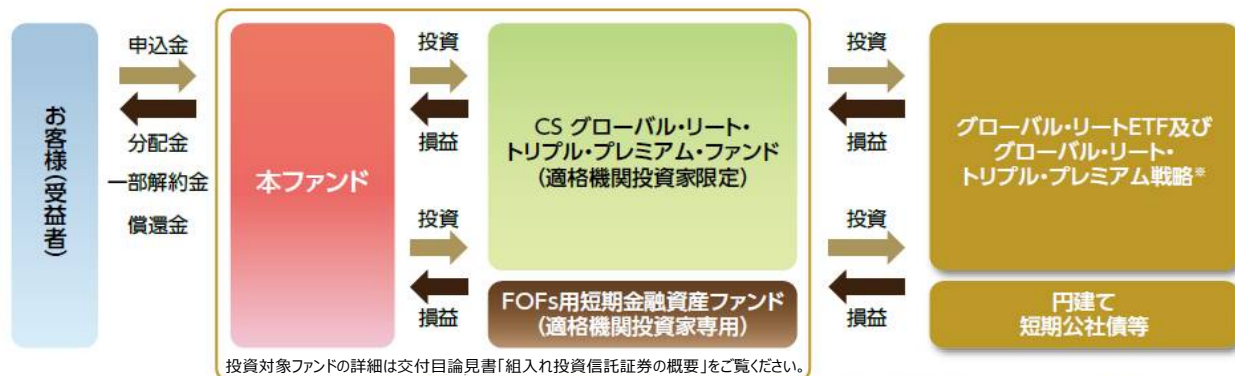 お客様(受益者)
申込金
分配金
一部解約金
償還金
本ファンド
投資
損益
投資
損益
CS グローバル・リート・
トリプル・プレミアム・ファンド
(適格機関投資家限定)
FOFs用短期金融資産ファンド
(適格機関投資家専用)
投資
損益
投資
損益
グローバル・リートETF及び
グローバル・リート・
トリプル・プレミアム戦略※
円建て
短期公社債等
投資対象ファンドの詳細は交付目論見書「組入れ投資信託証券の概要」をご覧ください。